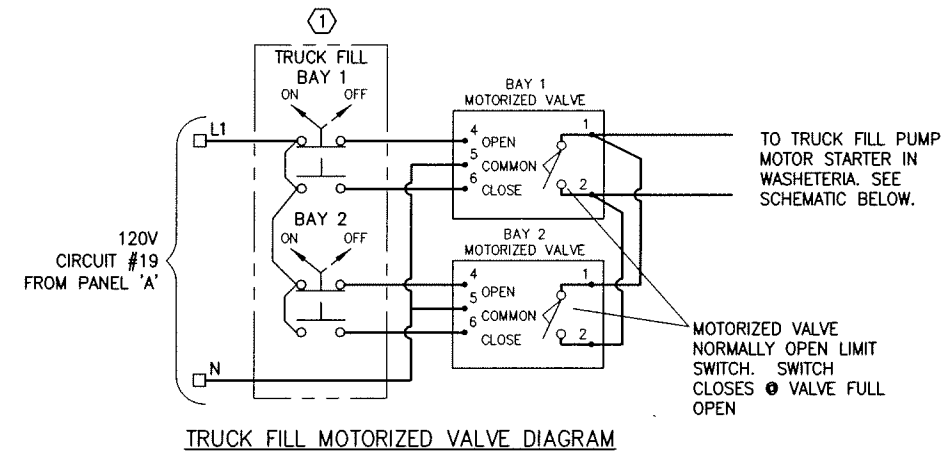 1
TRUCK FILL
BAY 1
ON OFF
BAY 1
MOTORIZED VALVE
L1
4
OPEN
5
COMMON
6
CLOSE
1
2
TO TRUCK FILL PUMP
MOTOR STARTER IN
WASHETERIA. SEE
SCHEMATIC BELOW.
BAY 2
ON OFF
120V
CIRCUIT #19
FROM PANEL 'A'
BAY 2
MOTORIZED VALVE
4
OPEN
5
COMMON
6
CLOSE
1
2
N
MOTORIZED VALVE
NORMALLY OPEN LIMIT
SWITCH. SWITCH
CLOSES @ VALVE FULL
OPEN
TRUCK FILL MOTORIZED VALVE DIAGRAM